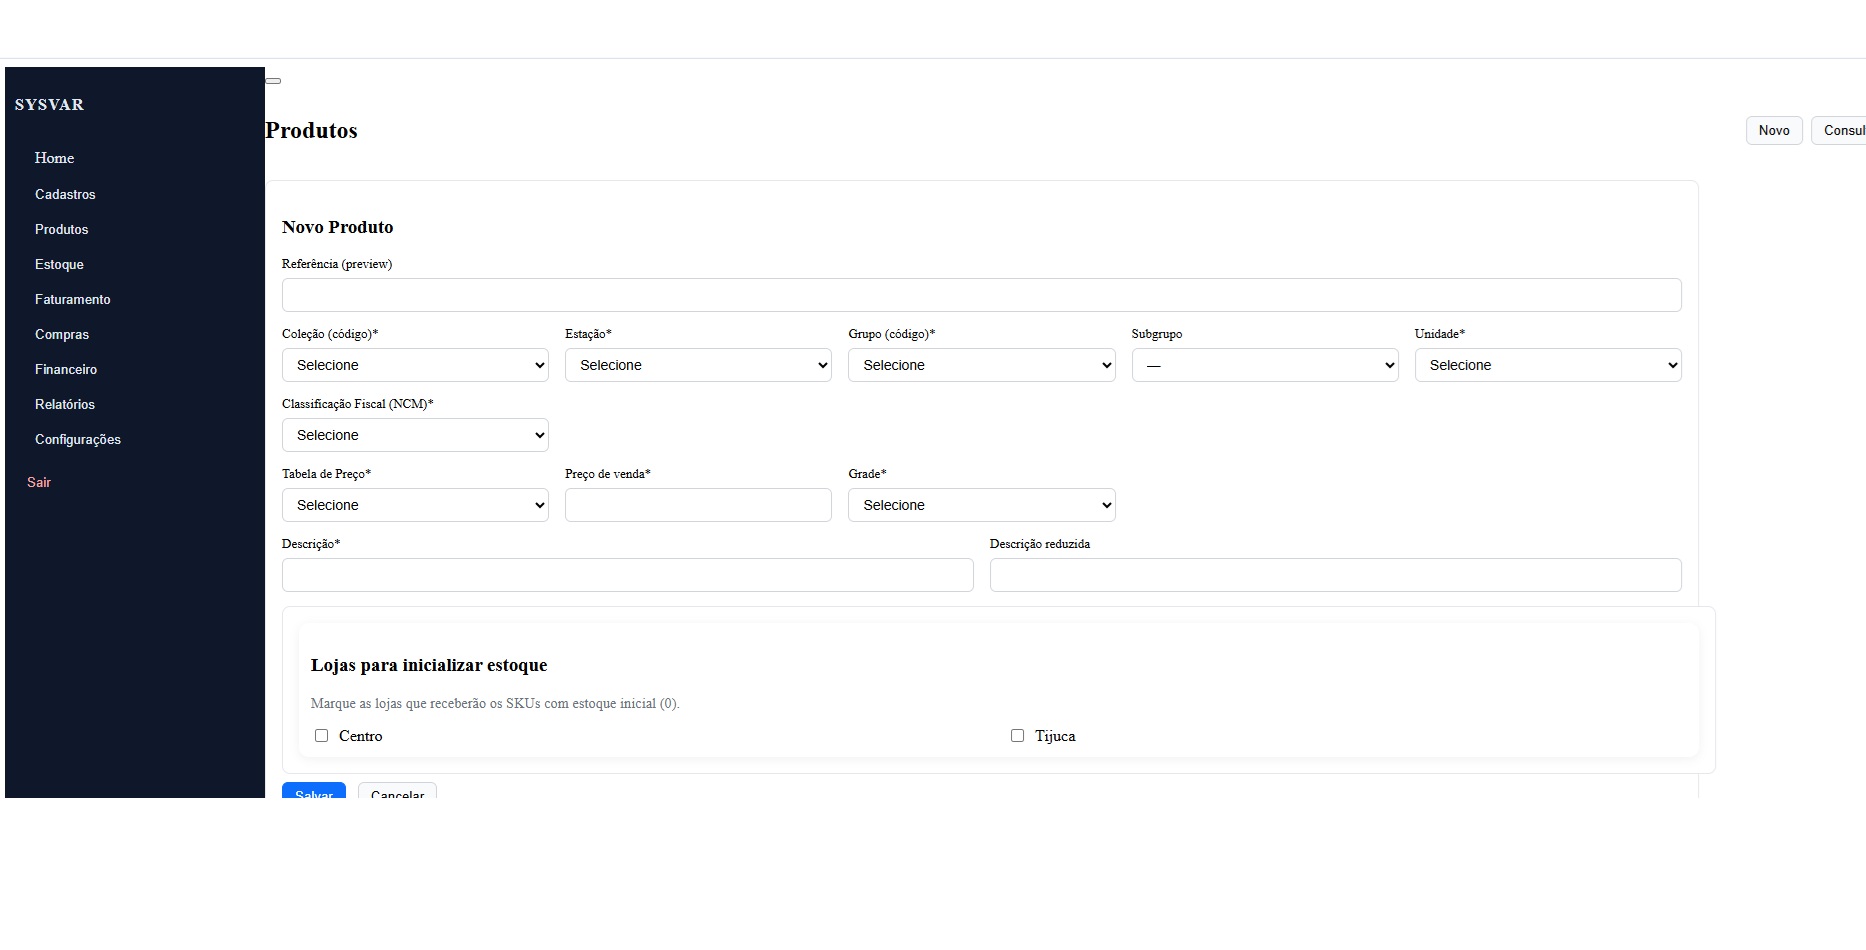 SYSVAR
Home
Cadastros
Produtos
Estoque
Faturamento
Compras
Financeiro
Relatórios
Configurações
Sair
Produtos
Novo
Consul
Novo Produto
Referência (preview)
Coleção (código)* Estação* Grupo (código)* Subgrupo Unidade*
Selecione Selecione Selecione — Selecione
Classificação Fiscal (NCM)*
Selecione
Tabela de Preço* Preço de venda* Grade*
Selecione Selecione
Descrição* Descrição reduzida
Lojas para inicializar estoque
Marque as lojas que receberão os SKUs com estoque inicial (0).
Centro Tijuca
Salvar Cancelar